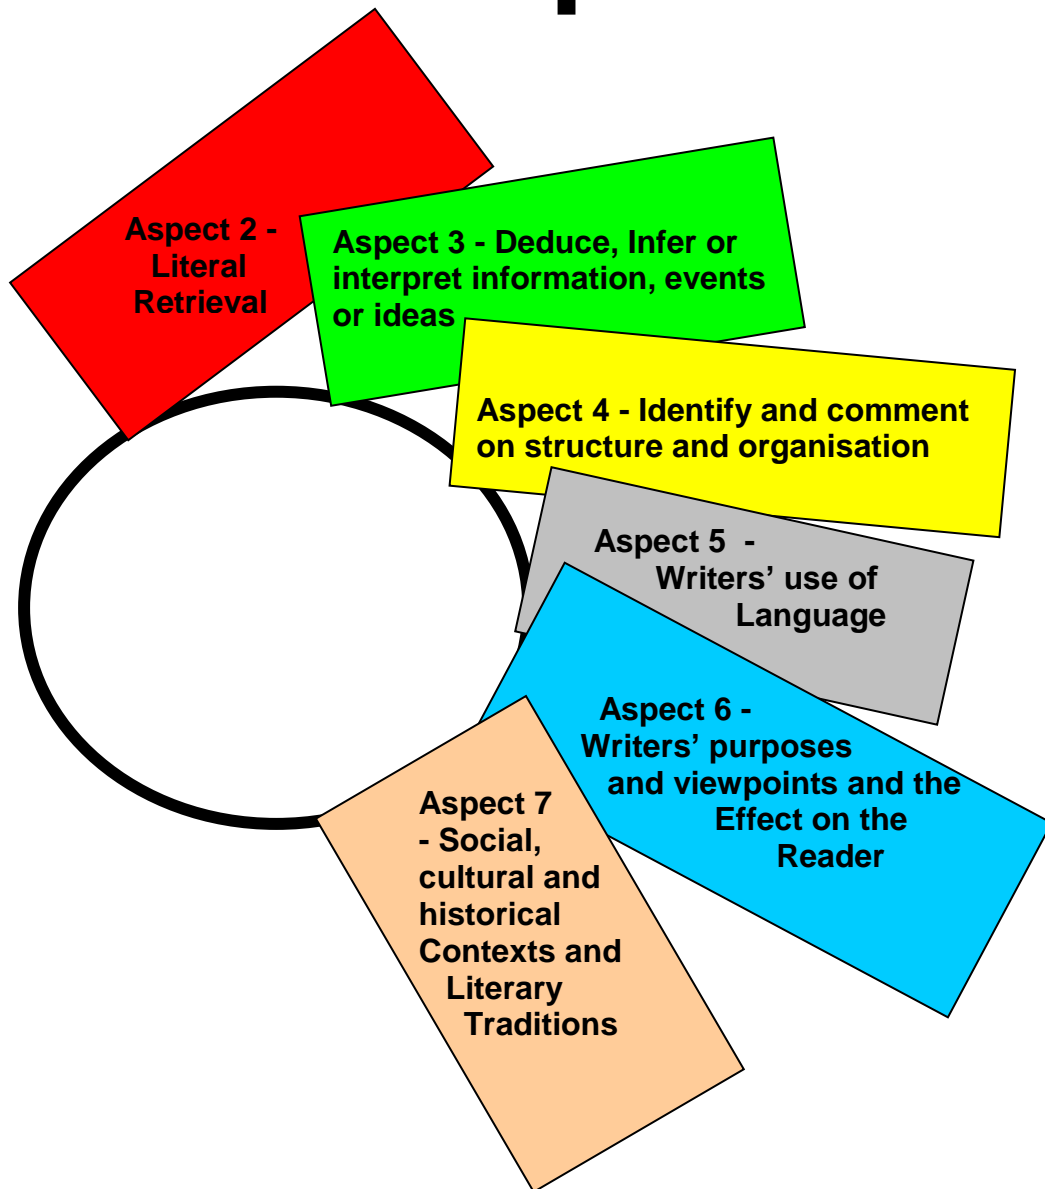 Aspect 2 -
Literal
Retrieval
Aspect 3 - Deduce, Infer or
interpret information, events
or ideas
Aspect 4 - Identify and comment
on structure and organisation
Aspect 5  -
Writers’ use of
Language
Aspect 6 -
Writers’ purposes
and viewpoints and the
Effect on the
Reader
Aspect 7
- Social,
cultural and
historical
Contexts and
Literary
Traditions